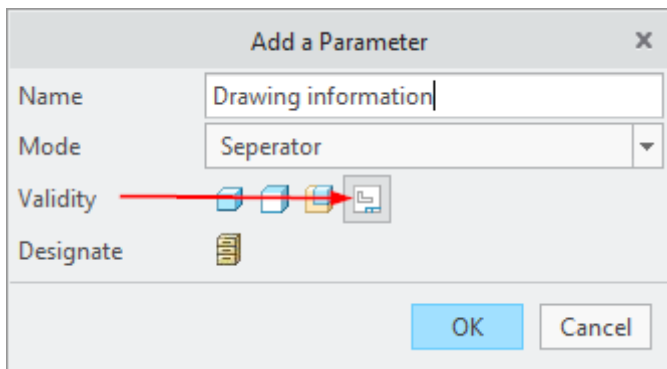 Add a Parameter
Name Drawing information
Mode Seperator
Validity
Designate
OK Cancel